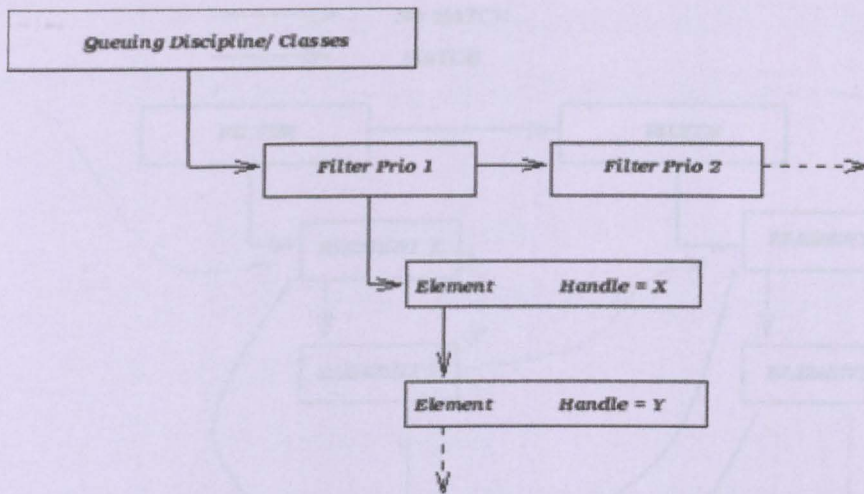 Queuing Discipline/ Classes
Filter Prio 1
Filter Prio 2
Element Handle = X
Element Handle = Y